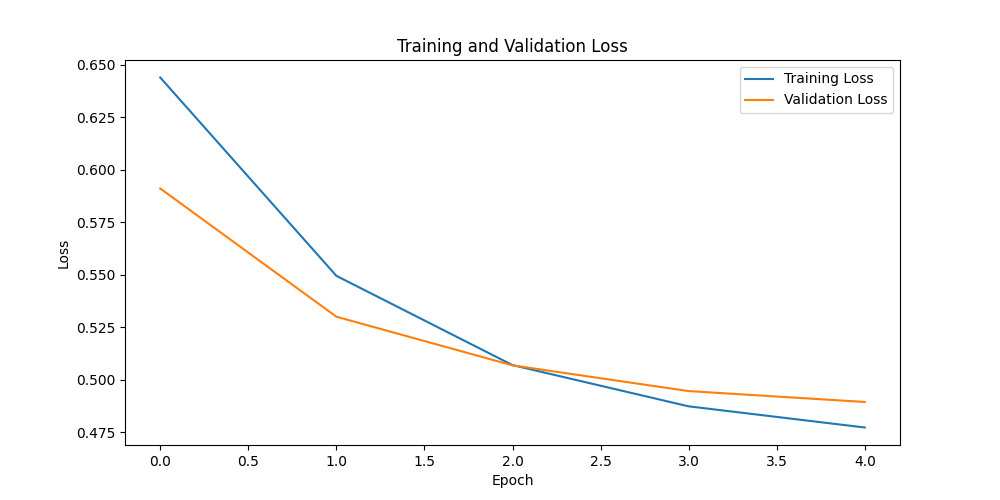 Training and Validation Loss
Training Loss
Validation Loss
Loss
0.650
0.625
0.600
0.575
0.550
0.525
0.500
0.475
0.0 0.5 1.0 1.5 2.0 2.5 3.0 3.5 4.0
Epoch